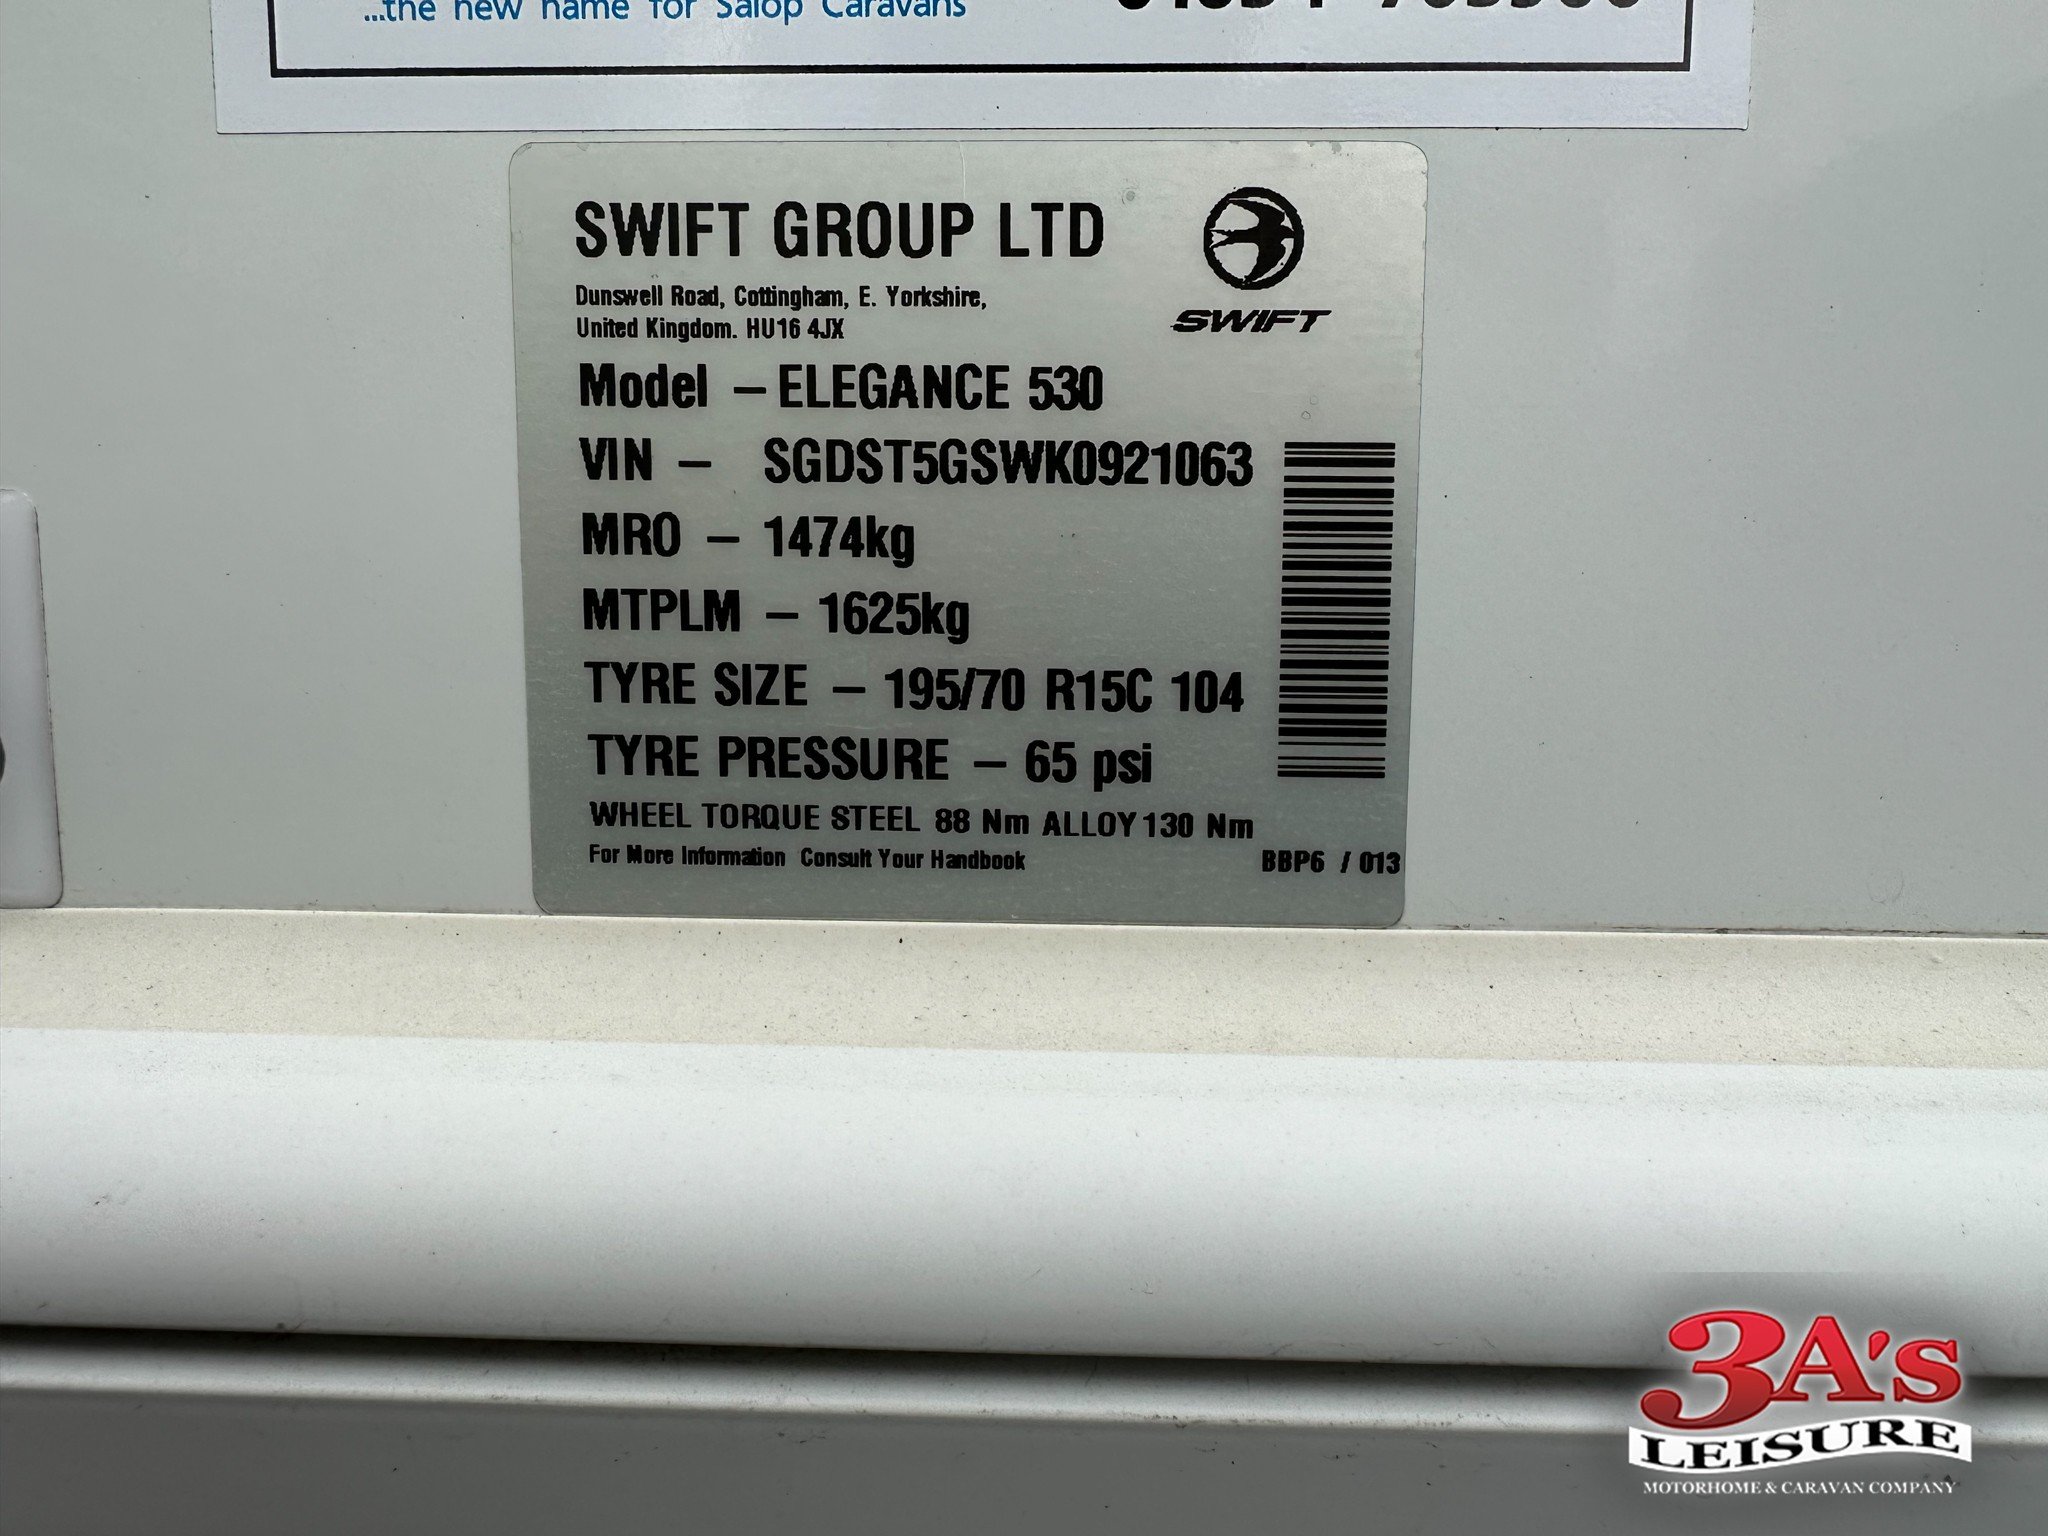 ...the new name for Salop Caravans
SWIFT GROUP LTD
Dunswell Road, Cottingham, E. Yorkshire,
United Kingdom. HU16 4JX
SWIFT
Model – ELEGANCE 530
VIN – SGDST5GSWK0921063
MRO – 1474kg
MTPLM – 1625kg
TYRE SIZE – 195/70 R15C 104
TYRE PRESSURE – 65 psi
WHEEL TORQUE STEEL 88 Nm ALLOY 130 Nm
For More Information Consult Your Handbook BBP6 / 013
3A's
LEISURE
MOTORHOME & CARAVAN COMPANY